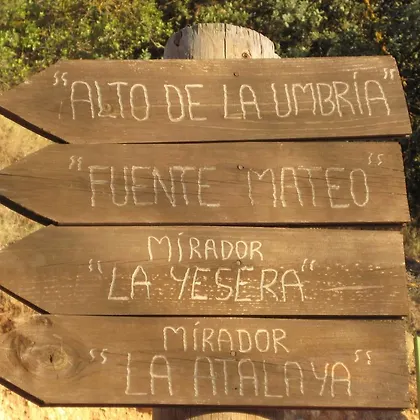 "ALTO DE LA UMBRÍA"
"FUENTE MATEO"
MÍRADOR
"LA YESERA"
MÍRADOR
"LA ATALAYA"